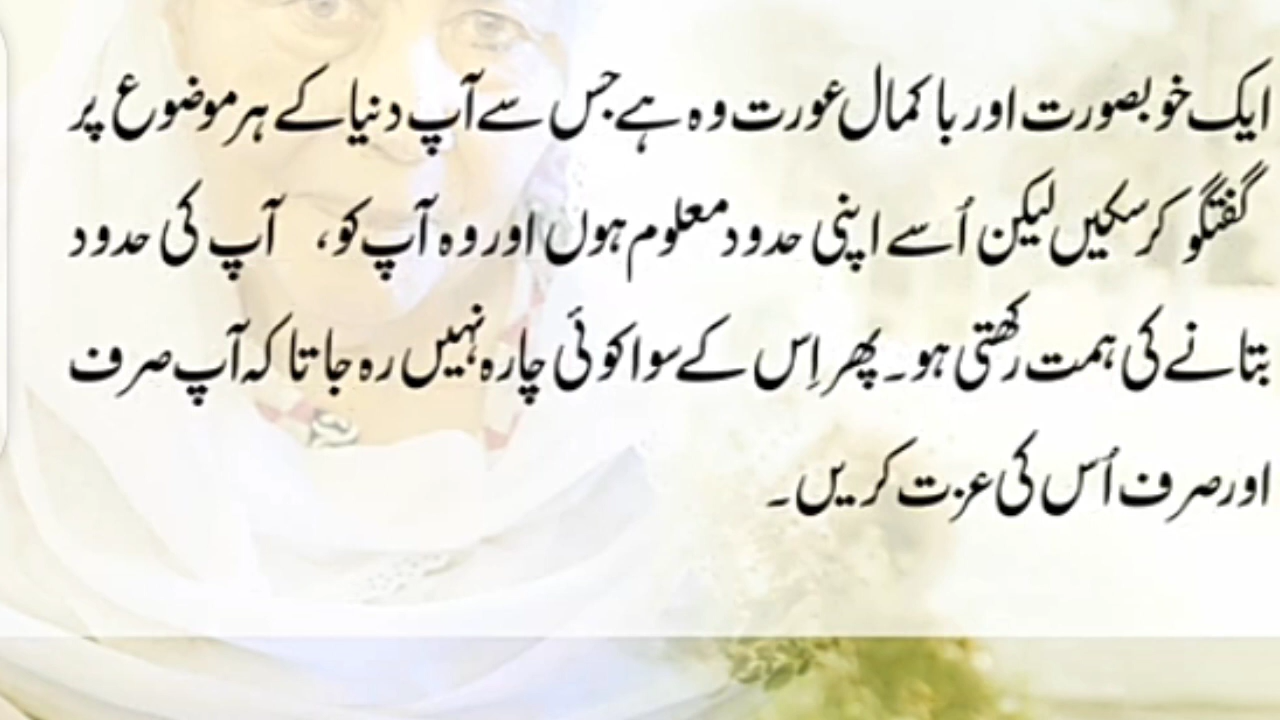 ایک خوبصورت اور باکمال عورت وہ ہے جس سے آپ دنیا کے ہر موضوع پر
گفتگو کرسکیں لیکن اُسے اپنی حدود معلوم ہوں اور وہ آپ کو، آپ کی حدود
بتانے کی ہمت رکھتی ہو۔ پھر اِس کے سوا کوئی چارہ نہیں رہ جاتا کہ آپ صرف
اور صرف اُس کی عزت کریں۔